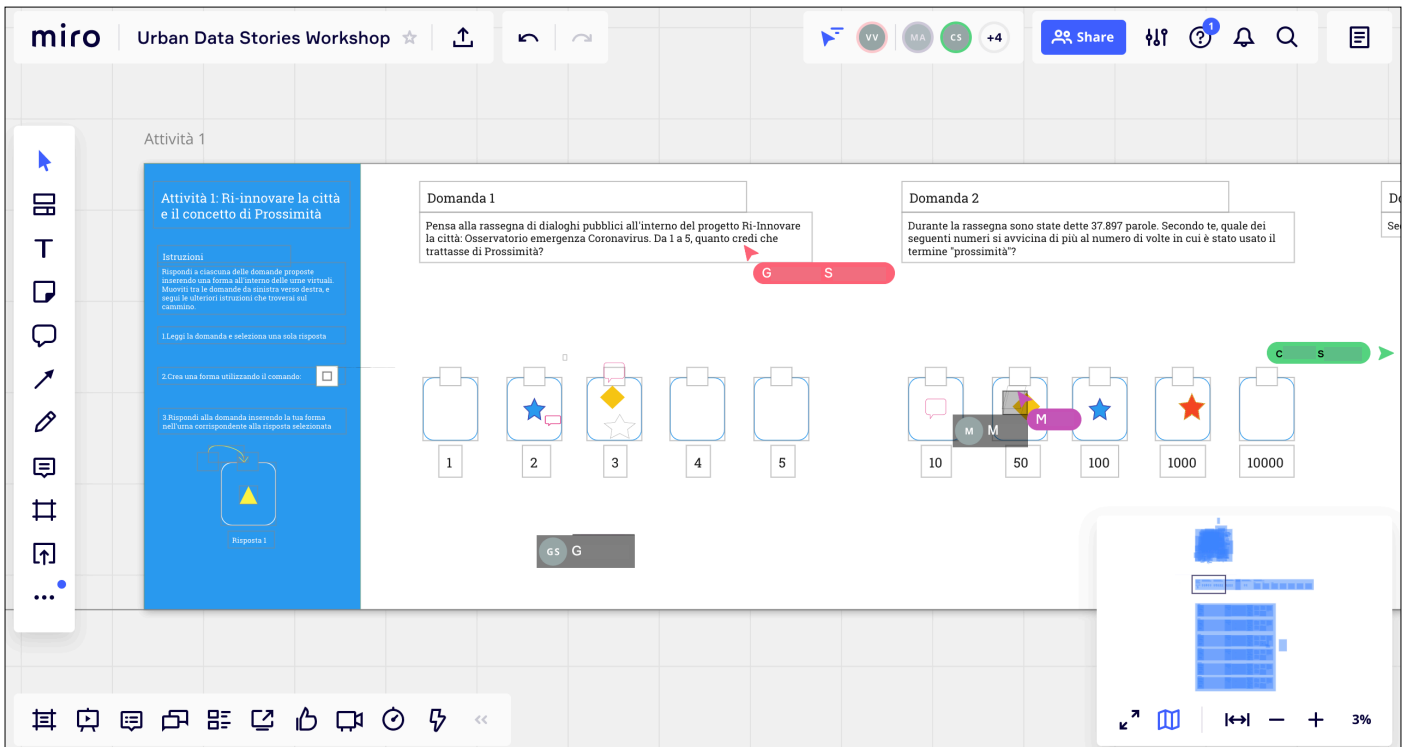 miro
Urban Data Stories Workshop
VV
MA
CS
+4
Share
1
Attività 1
Attività 1: Ri-innovare la città
e il concetto di Prossimità
Istruzioni
Rispondi a ciascuna delle domande proposte
inserendo una forma all'interno delle urne virtuali.
Muoviti tra le domande da sinistra verso destra, e
segui le ulteriori istruzioni che troverai sul
cammino.
1.Leggi la domanda e seleziona una sola risposta
2.Crea una forma utilizzando il comando:
3.Rispondi alla domanda inserendo la tua forma
nell'urna corrispondente alla risposta selezionata
Risposta 1
Domanda 1
Pensa alla rassegna di dialoghi pubblici all'interno del progetto Ri-Innovare
la città: Osservatorio emergenza Coronavirus. Da 1 a 5, quanto credi che
trattasse di Prossimità?
G S
1 2 3 4 5
GS G
Domanda 2
Durante la rassegna sono state dette 37.897 parole. Secondo te, quale dei
seguenti numeri si avvicina di più al numero di volte in cui è stato usato il
termine "prossimità"?
C S
M
M M
10 50 100 1000 10000
Se
3%